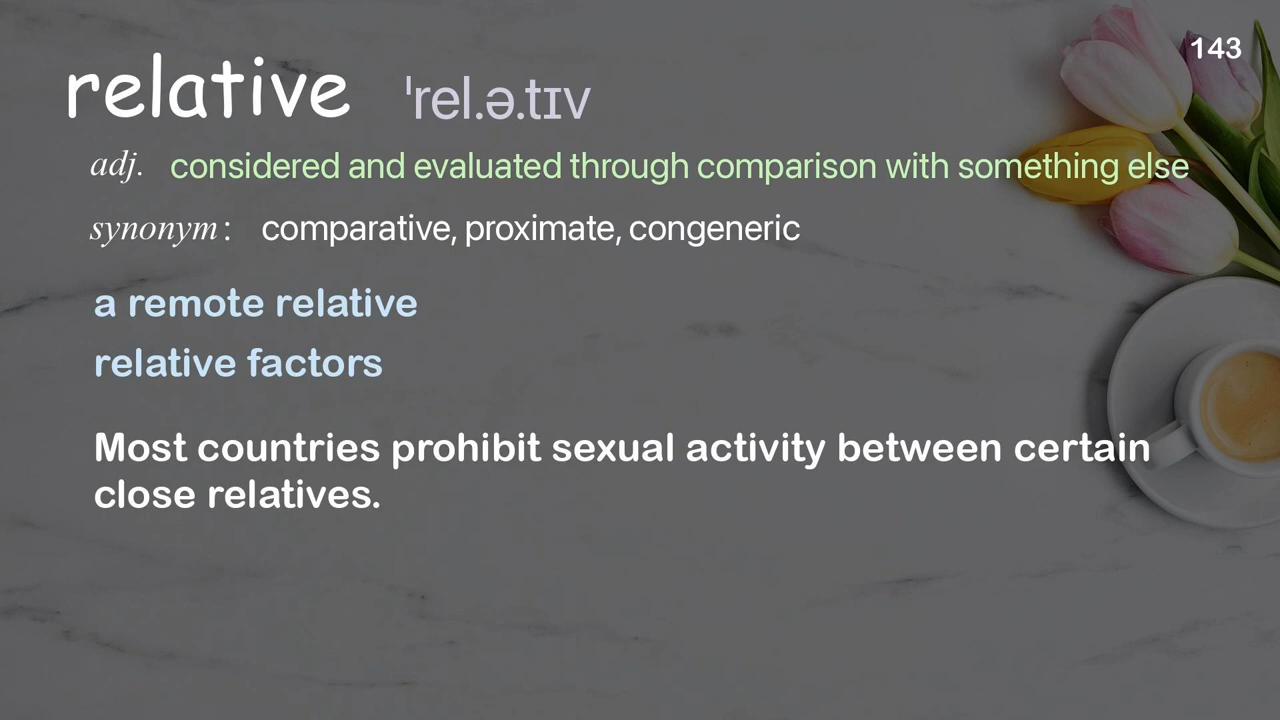 143
relative ˈrel.ə.tɪv
adj. considered and evaluated through comparison with something else
synonym: comparative, proximate, congeneric
a remote relative
relative factors
Most countries prohibit sexual activity between certain
close relatives.